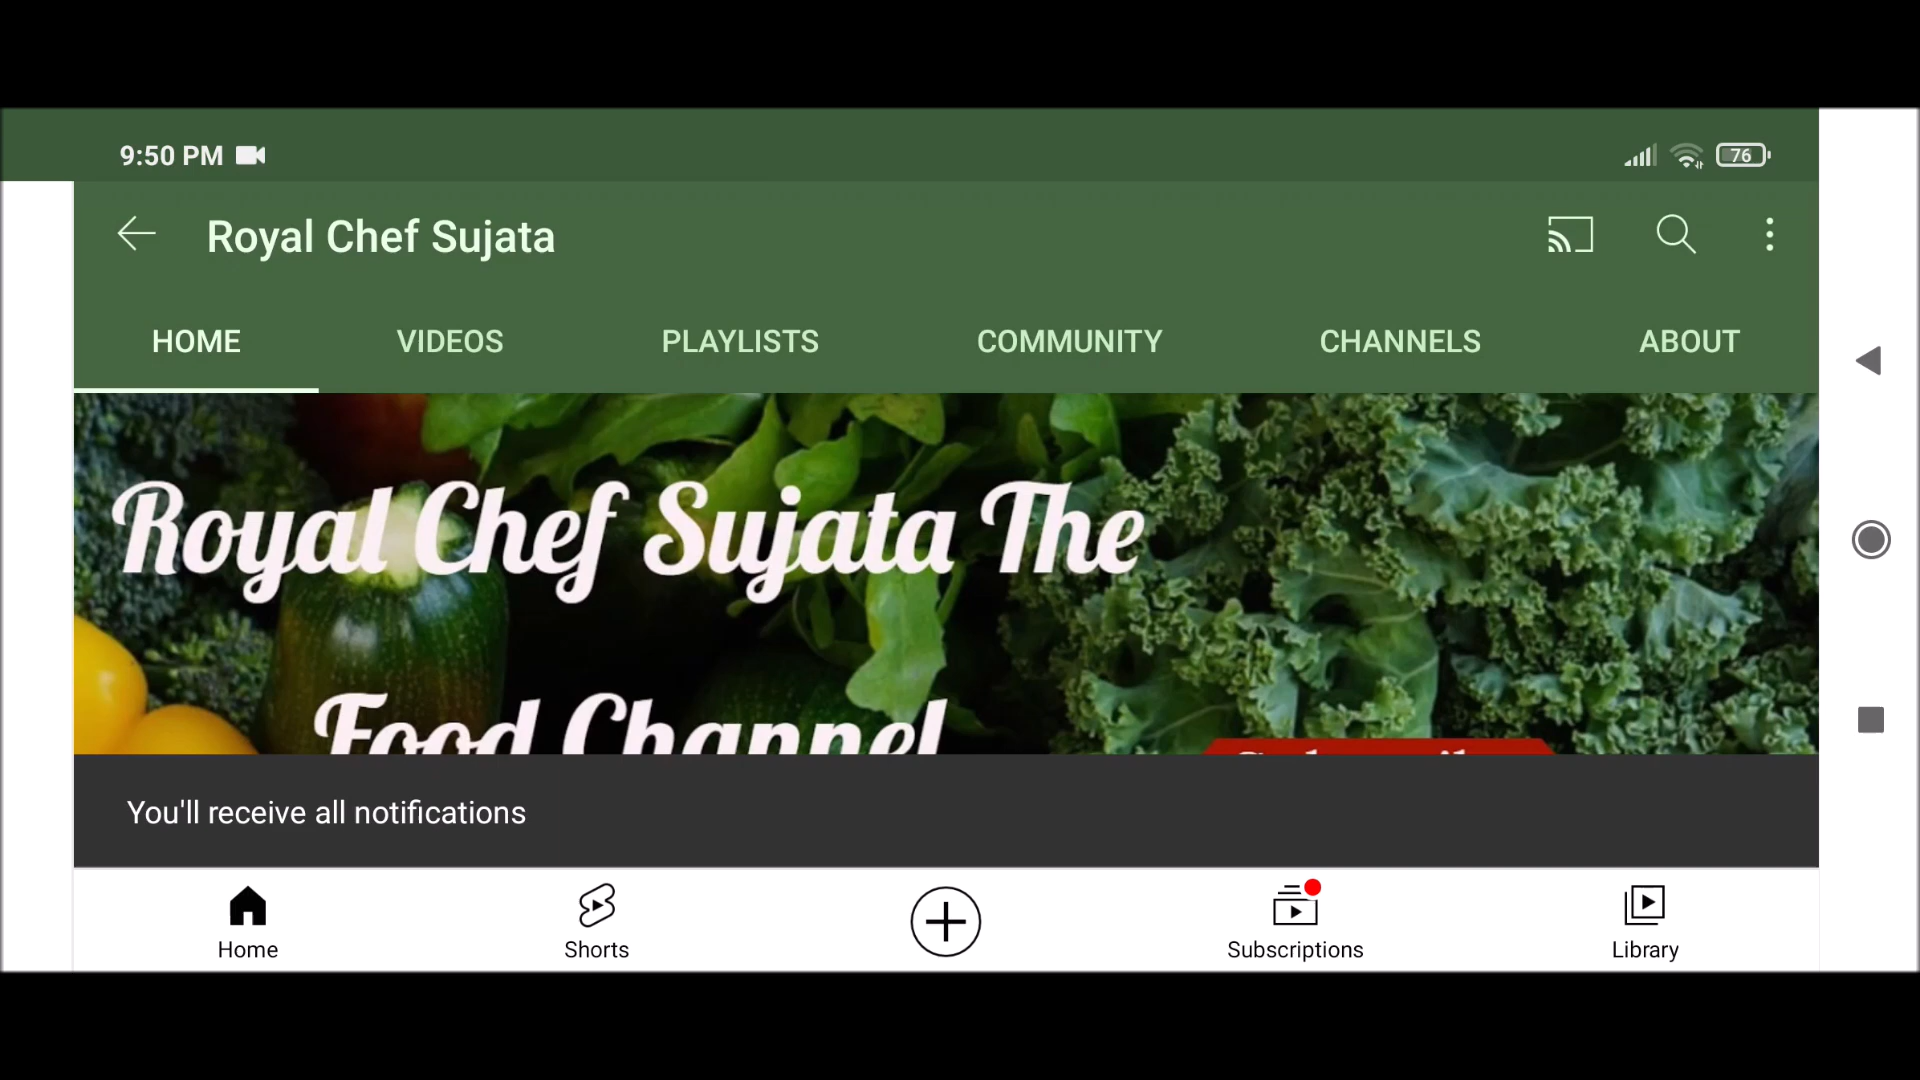 9:50 PM
76
Royal Chef Sujata
HOME VIDEOS PLAYLISTS COMMUNITY CHANNELS ABOUT
Royal Chef Sujata The
Food Channel
You'll receive all notifications
Home Shorts Subscriptions Library